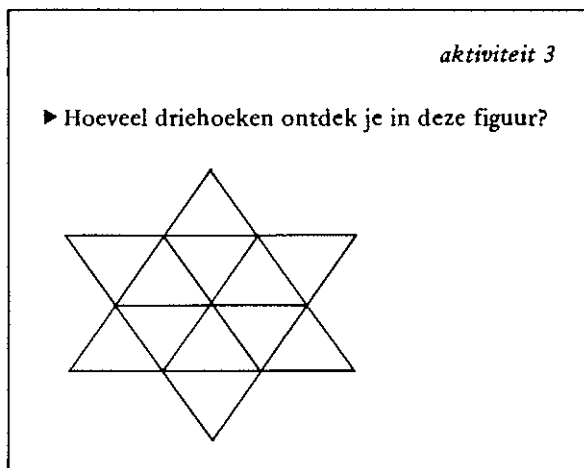 aktiviteit 3
▶ Hoeveel driehoeken ontdek je in deze figuur?